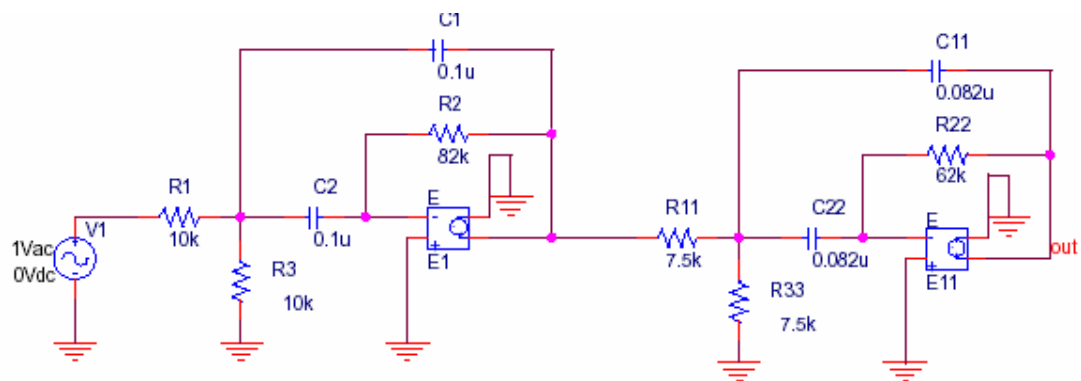 C1
0.1u
R2
82k
R1
10k
C2
0.1u
V1
1Vac
0Vdc
R3
10k
E
-
+
E1
C11
0.082u
R22
62k
R11
7.5k
C22
0.082u
R33
7.5k
E
-
+
E11
out